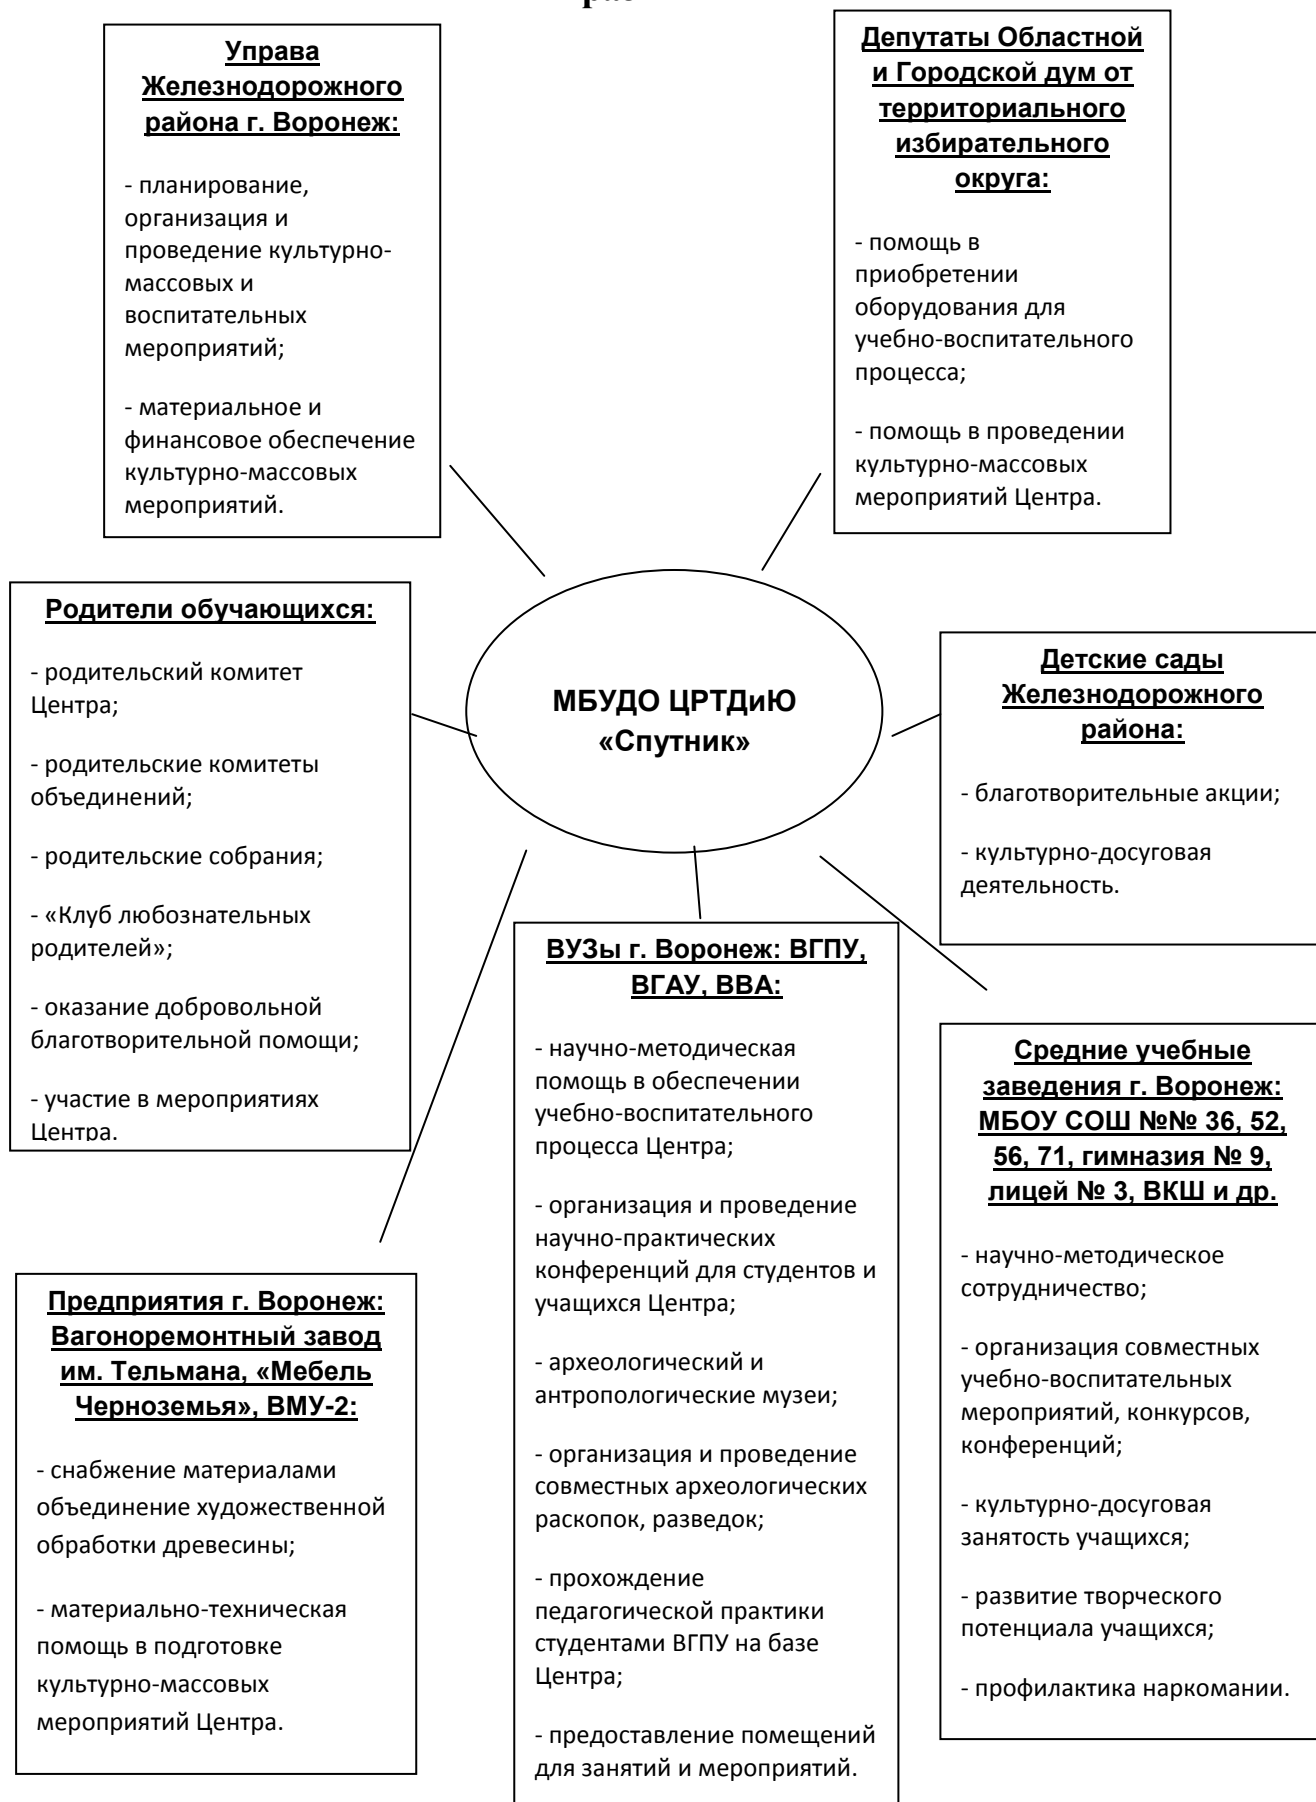 Управа
Железнодорожного
района г. Воронеж:
- планирование,
организация и
проведение культурно-
массовых и
воспитательных
мероприятий;
- материальное и
финансовое обеспечение
культурно-массовых
мероприятий.
Депутаты Областной
и Городской дум от
территориального
избирательного
округа:
- помощь в
приобретении
оборудования для
учебно-воспитательного
процесса;
- помощь в проведении
культурно-массовых
мероприятий Центра.
Родители обучающихся:
- родительский комитет
Центра;
- родительские комитеты
объединений;
- родительские собрания;
- «Клуб любознательных
родителей»;
- оказание добровольной
благотворительной помощи;
- участие в мероприятиях
Центра.
МБУДО ЦРТДиЮ
«Спутник»
Детские сады
Железнодорожного
района:
- благотворительные акции;
- культурно-досуговая
деятельность.
Предприятия г. Воронеж:
Вагоноремонтный завод
им. Тельмана, «Мебель
Черноземья», ВМУ-2:
- снабжение материалами
объединение художественной
обработки древесины;
- материально-техническая
помощь в подготовке
культурно-массовых
мероприятий Центра.
ВУЗы г. Воронеж: ВГПУ,
ВГАУ, ВВА:
- научно-методическая
помощь в обеспечении
учебно-воспитательного
процесса Центра;
- организация и проведение
научно-практических
конференций для студентов и
учащихся Центра;
- археологический и
антропологические музеи;
- организация и проведение
совместных археологических
раскопок, разведок;
- прохождение
педагогической практики
студентами ВГПУ на базе
Центра;
- предоставление помещений
для занятий и мероприятий.
Средние учебные
заведения г. Воронеж:
МБОУ СОШ №№ 36, 52,
56, 71, гимназия № 9,
лицей № 3, ВКШ и др.
- научно-методическое
сотрудничество;
- организация совместных
учебно-воспитательных
мероприятий, конкурсов,
конференций;
- культурно-досуговая
занятость учащихся;
- развитие творческого
потенциала учащихся;
- профилактика наркомании.